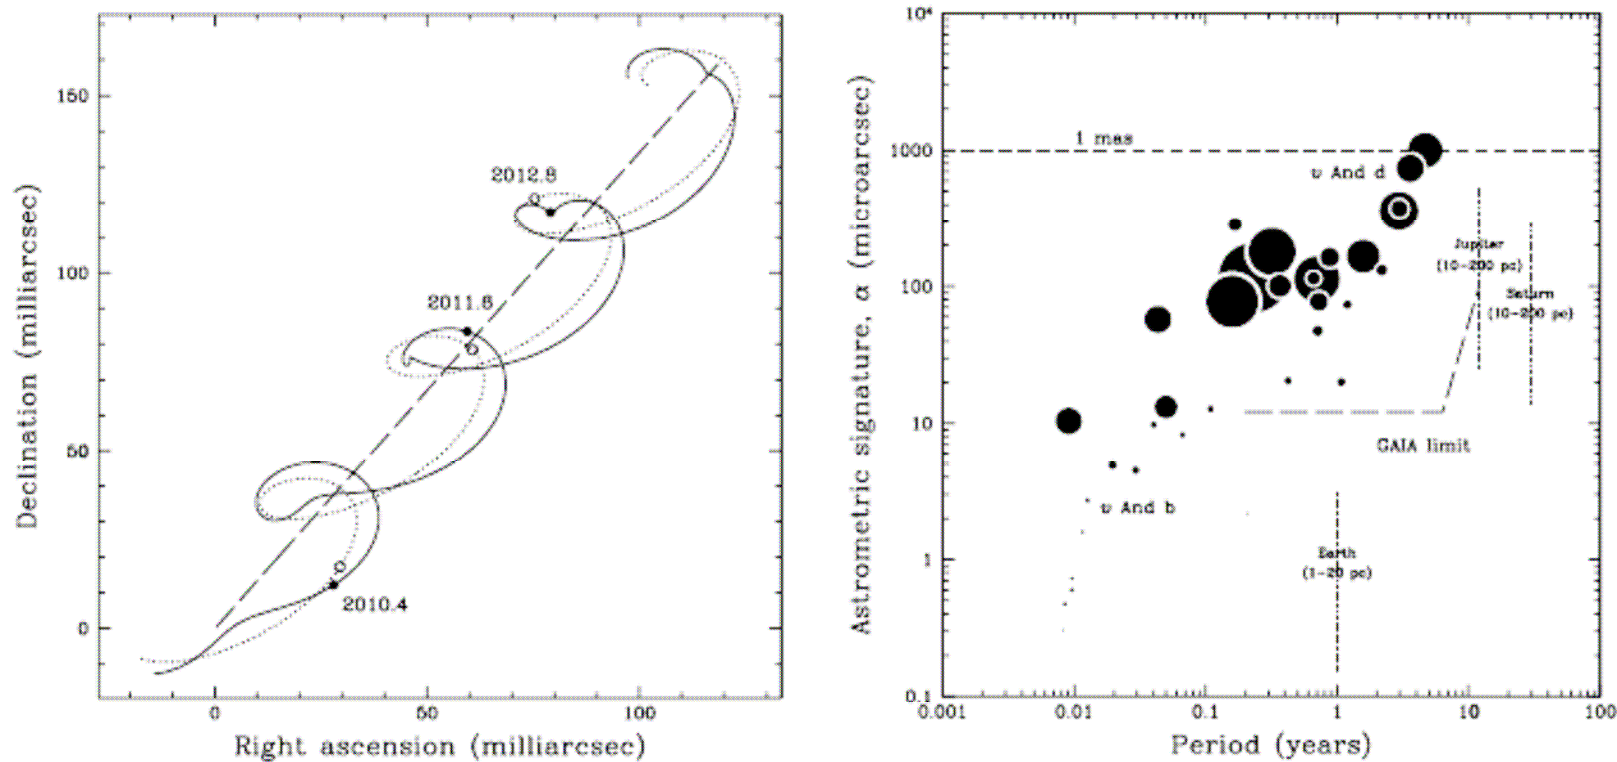 Declination (milliarcsec)
150
100
50
0
2012.8
2011.6
2010.4
0
50
100
Right ascension (milliarcsec)
Astrometric signature, α (microarcsec)
10⁴
1000
100
10
1
0.1
1 mas
υ And d
Jupiter
(10-200 pc)
Saturn
(10-200 pc)
GAIA limit
υ And b
Earth
(1-20 pc)
0.001
0.01
0.1
1
10
100
Period (years)